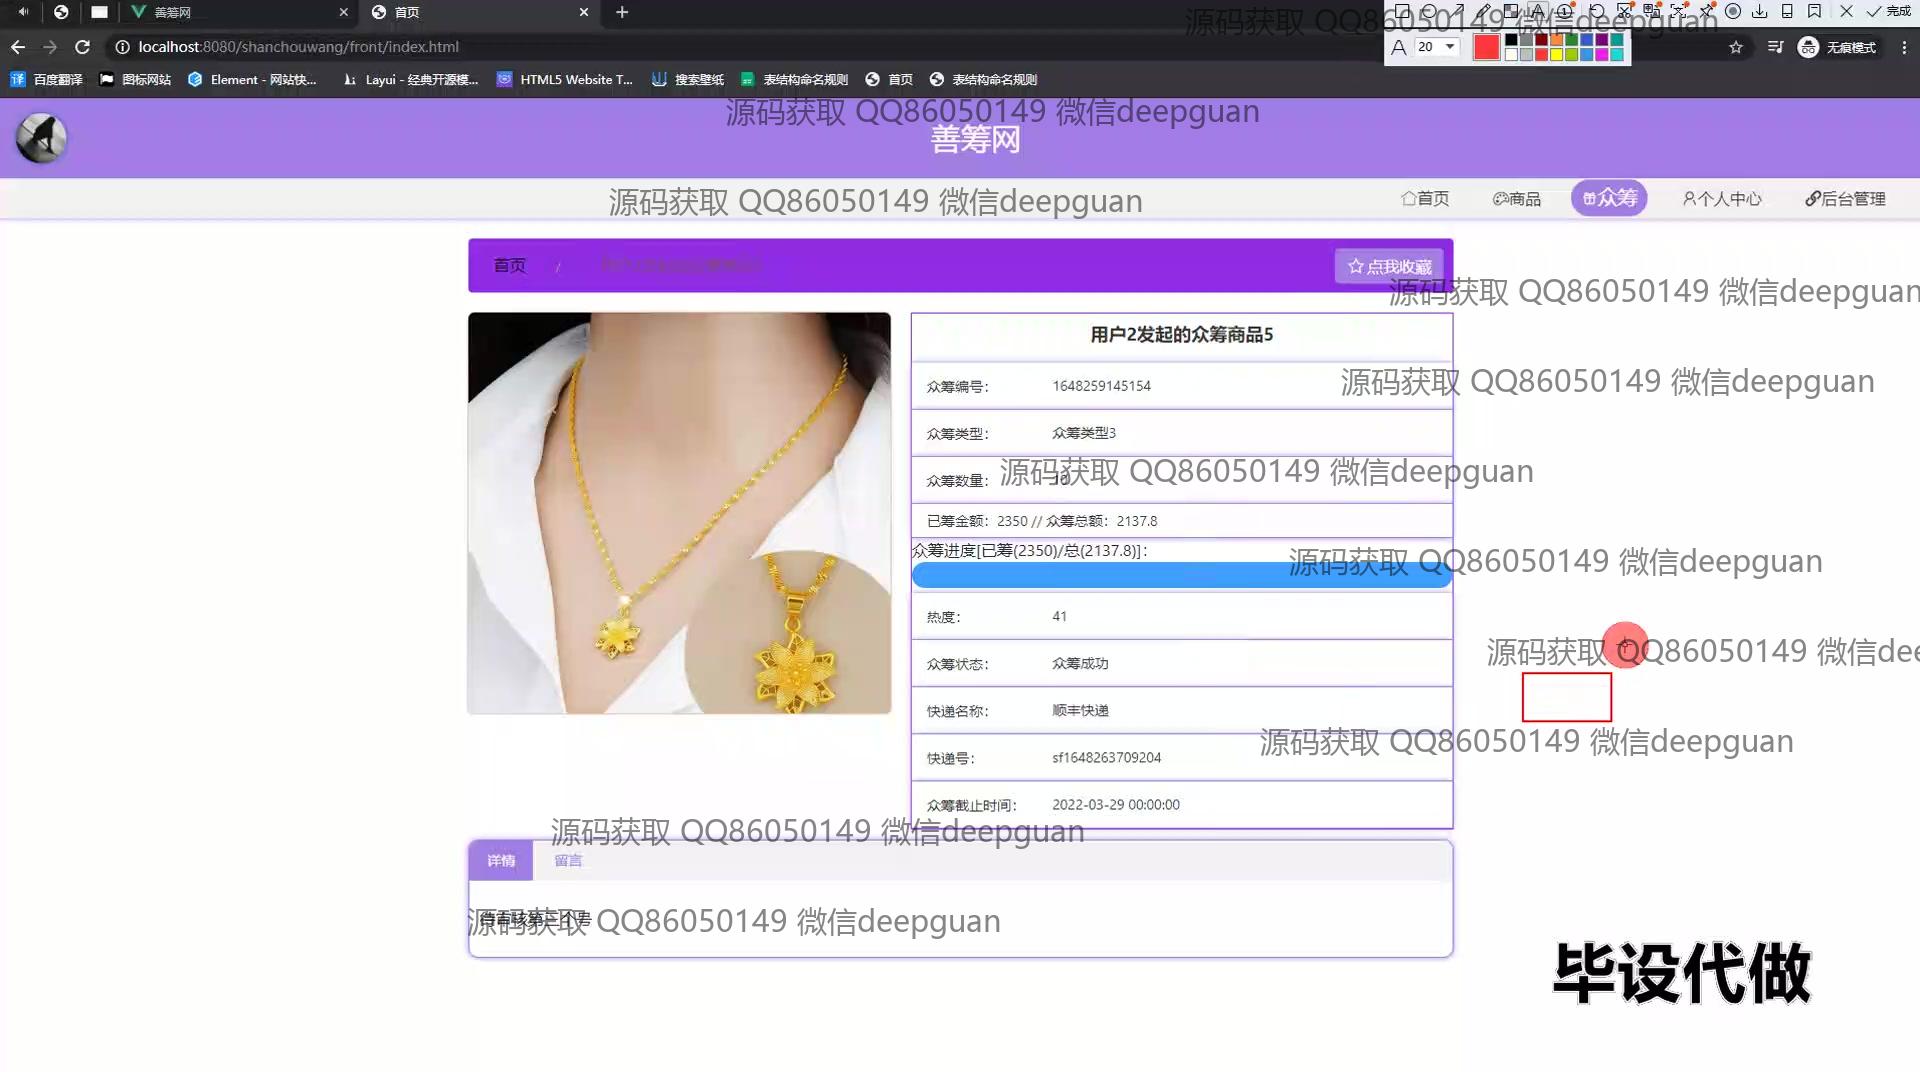 善筹网
首页
localhost:8080/shanchouwang/front/index.html
A 20
完成
无痕模式
百度翻译
图标网站
Element - 网站快...
Layui - 经典开源模...
HTML5 Website T...
搜索壁纸
表结构命名规则
首页
表结构命名规则
源码获取 QQ86050149 微信deepguan
源码获取 QQ86050149 微信deepguan
善筹网
源码获取 QQ86050149 微信deepguan
首页
商品
众筹
个人中心
后台管理
首页 /
点我收藏
源码获取 QQ86050149 微信deepguan
用户2发起的众筹商品5
众筹编号: 1648259145154
源码获取 QQ86050149 微信deepguan
众筹类型: 众筹类型3
众筹数量:
源码获取 QQ86050149 微信deepguan
已筹金额: 2350 // 众筹总额: 2137.8
众筹进度[已筹(2350)/总(2137.8)]:
源码获取 QQ86050149 微信deepguan
热度: 41
众筹状态: 众筹成功
源码获取 QQ86050149 微信dee
快递名称: 顺丰快递
源码获取 QQ86050149 微信deepguan
快递号: sf1648263709204
众筹截止时间: 2022-03-29 00:00:00
源码获取 QQ86050149 微信deepguan
详情
留言
源码获取 QQ86050149 微信deepguan
毕设代做